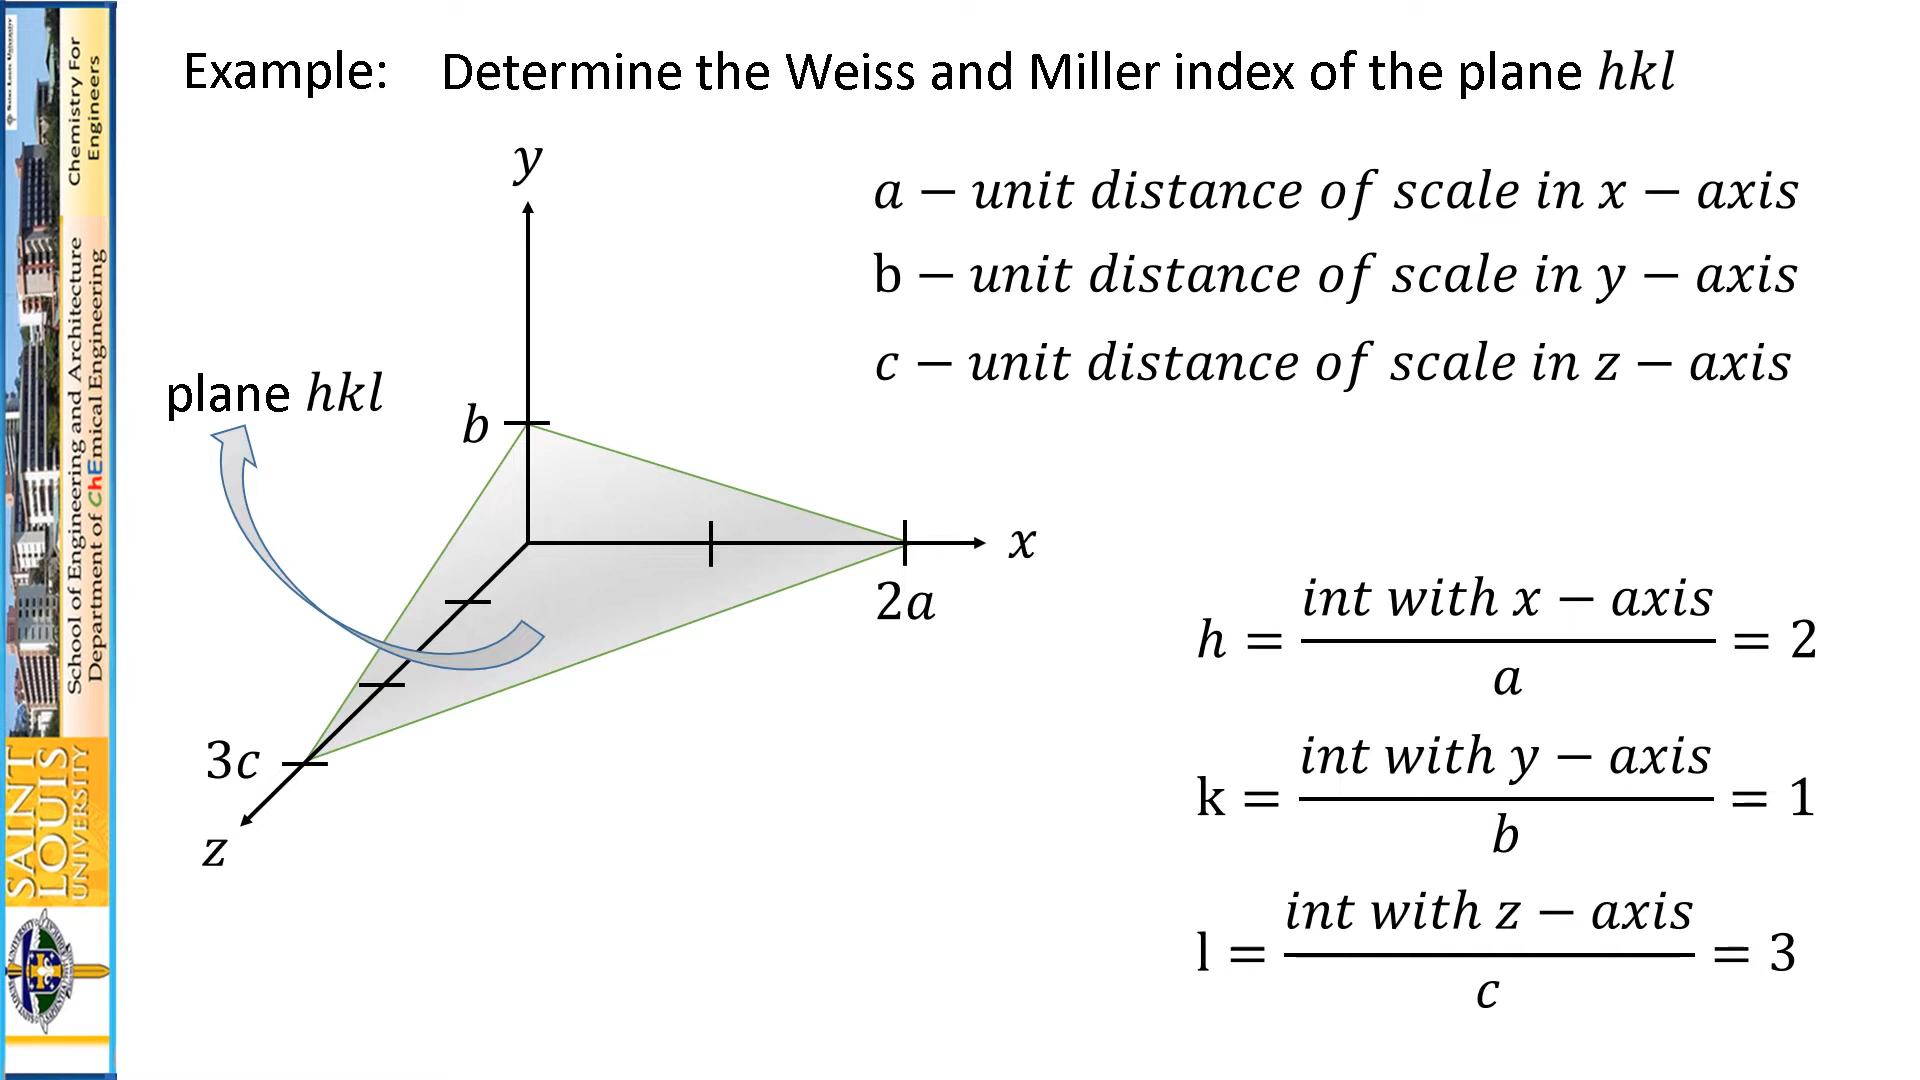 Example: Determine the Weiss and Miller index of the plane hkl
y
a − unit distance of scale in x − axis
b − unit distance of scale in y − axis
c − unit distance of scale in z − axis
plane hkl
b
x
2a
3c
z
h = int with x − axis / a = 2
k = int with y − axis / b = 1
l = int with z − axis / c = 3
Chemistry For
Engineers
School of Engineering and Architecture
Department of ChEmical Engineering
SAINT
LOUIS
UNIVERSITY